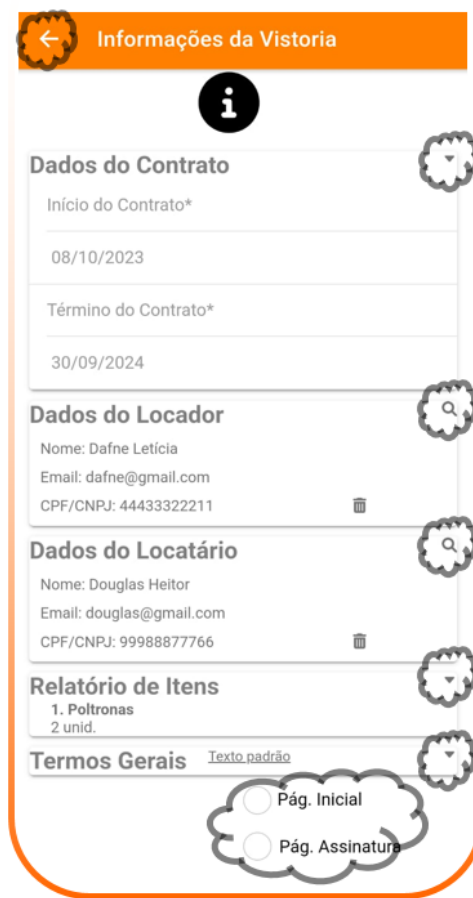 Informações da Vistoria
Dados do Contrato
Início do Contrato*
08/10/2023
Término do Contrato*
30/09/2024
Dados do Locador
Nome: Dafne Letícia
Email: dafne@gmail.com
CPF/CNPJ: 44433322211
Dados do Locatário
Nome: Douglas Heitor
Email: douglas@gmail.com
CPF/CNPJ: 99988877766
Relatório de Itens
1. Poltronas
2 unid.
Termos Gerais Texto padrão
Pág. Inicial
Pág. Assinatura